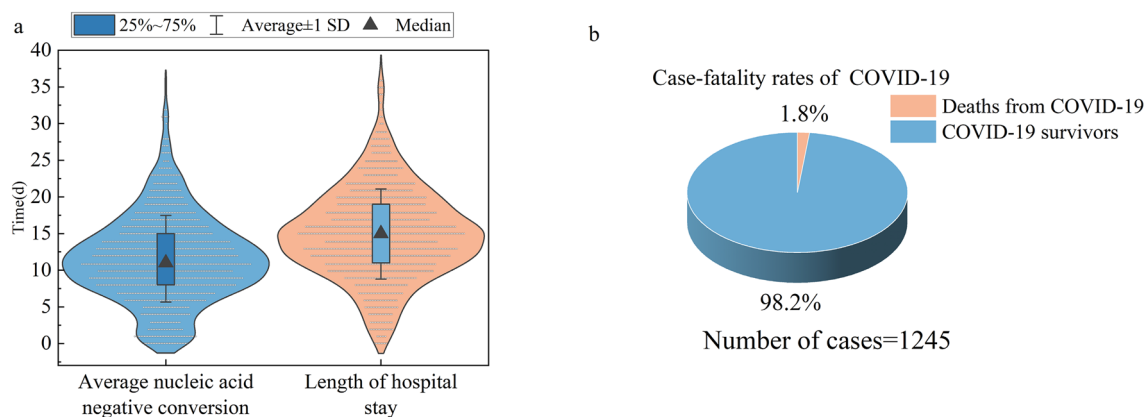 a
25%~75%
Average±1 SD
Median
40
35
30
25
20
15
10
5
0
Time(d)
Average nucleic acid
negative conversion
Length of hospital
stay
b
Case-fatality rates of COVID-19
1.8%
Deaths from COVID-19
COVID-19 survivors
98.2%
Number of cases=1245